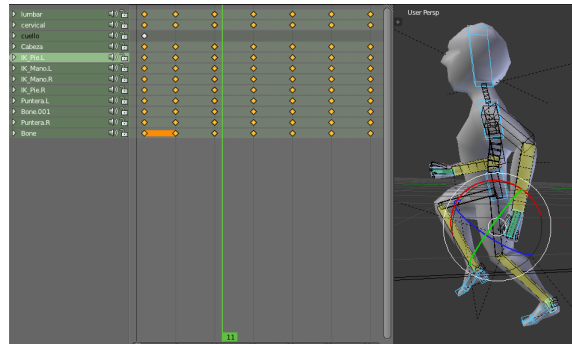 lumbar
cervical
cuello
Cabeza
IK_Pie.L
IK_Mano.L
IK_Mano.R
IK_Pie.R
Puntera.L
Bone.001
Puntera.R
Bone
11
User Persp